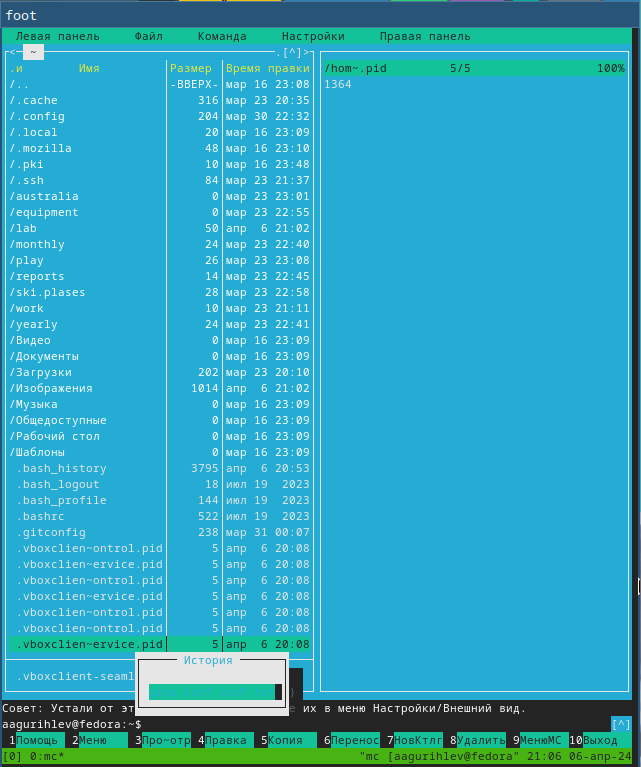 foot
Левая панель Файл Команда Настройки Правая панель
<─ ~ .[^]>
.и Имя Размер Время правки
/.. -ВВЕРХ- мар 16 23:08
/.cache 316 мар 23 20:35
/.config 204 мар 30 22:32
/.local 20 мар 16 23:09
/.mozilla 48 мар 16 23:10
/.pki 10 мар 16 23:48
/.ssh 84 мар 23 21:37
/australia 0 мар 23 23:01
/equipment 0 мар 23 22:55
/lab 50 апр 6 21:02
/monthly 24 мар 23 22:40
/play 26 мар 23 23:08
/reports 14 мар 23 22:45
/ski.plases 28 мар 23 22:58
/work 10 мар 23 21:11
/yearly 24 мар 23 22:41
/Видео 0 мар 16 23:09
/Документы 0 мар 16 23:09
/Загрузки 202 мар 23 20:10
/Изображения 1014 апр 6 21:02
/Музыка 0 мар 16 23:09
/Общедоступные 0 мар 16 23:09
/Рабочий стол 0 мар 16 23:09
/Шаблоны 0 мар 16 23:09
.bash_history 3795 апр 6 20:53
.bash_logout 18 июл 19 2023
.bash_profile 144 июл 19 2023
.bashrc 522 июл 19 2023
.gitconfig 238 мар 31 00:07
.vboxclien~ontrol.pid 5 апр 6 20:08
.vboxclien~ervice.pid 5 апр 6 20:08
.vboxclien~ontrol.pid 5 апр 6 20:08
.vboxclien~ervice.pid 5 апр 6 20:08
.vboxclien~ontrol.pid 5 апр 6 20:08
.vboxclien~ontrol.pid 5 апр 6 20:08
.vboxclien~ervice.pid 5 апр 6 20:08
.vboxclient-seaml
/hom~.pid 5/5 100%
1364
История
Совет: Устали от эт их в меню Настройки/Внешний вид.
aagurihlev@fedora:~$ [^]
1Помощь 2Меню 3Про~отр 4Правка 5Копия 6Перенос 7НовКтлг 8Удалить 9МенюМС 10Выход
[0] 0:mc* "mc [aagurihlev@fedora" 21:06 06-апр-24